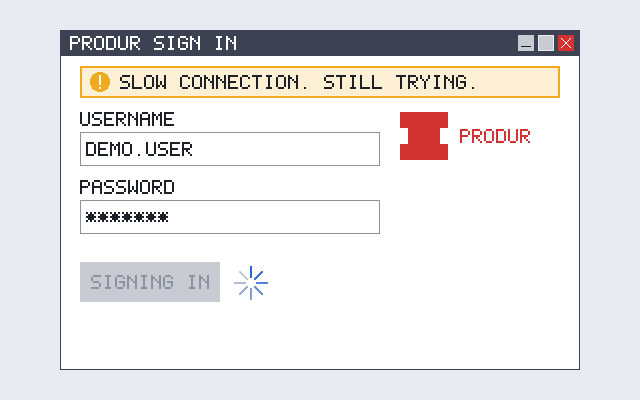 PRODUR SIGN IN
! SLOW CONNECTION. STILL TRYING.
USERNAME
DEMO.USER
PRODUR
PASSWORD
*******
SIGNING IN